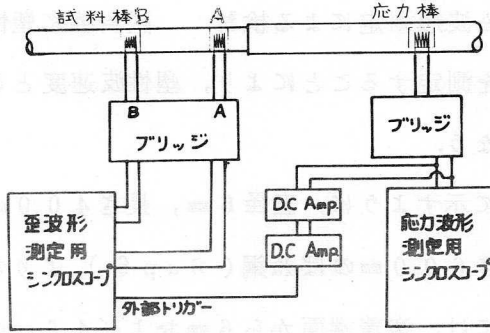 試料棒B A 応力棒
B A
ブリッジ
ブリッジ
D.C Amp.
D.C Amp.
歪波形
測定用
シンクロスコープ
応力波形
測定用
シンクロスコープ
外部トリガー